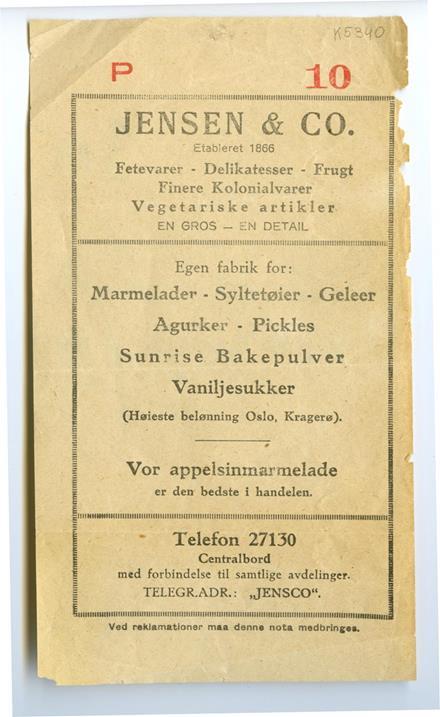 K5340
P 10
JENSEN & CO.
Etableret 1866
Fetevarer - Delikatesser - Frugt
Finere Kolonialvarer
Vegetariske artikler
EN GROS — EN DETAIL
Egen fabrik for:
Marmelader - Syltetøier - Geleer
Agurker - Pickles
Sunrise Bakepulver
Vaniljesukker
(Høieste belønning Oslo, Kragerø).
Vor appelsinmarmelade
er den bedste i handelen.
Telefon 27130
Centralbord
med forbindelse til samtlige avdelinger.
TELEGR.ADR.: „JENSCO“.
Ved reklamationer maa denne nota medbringes.